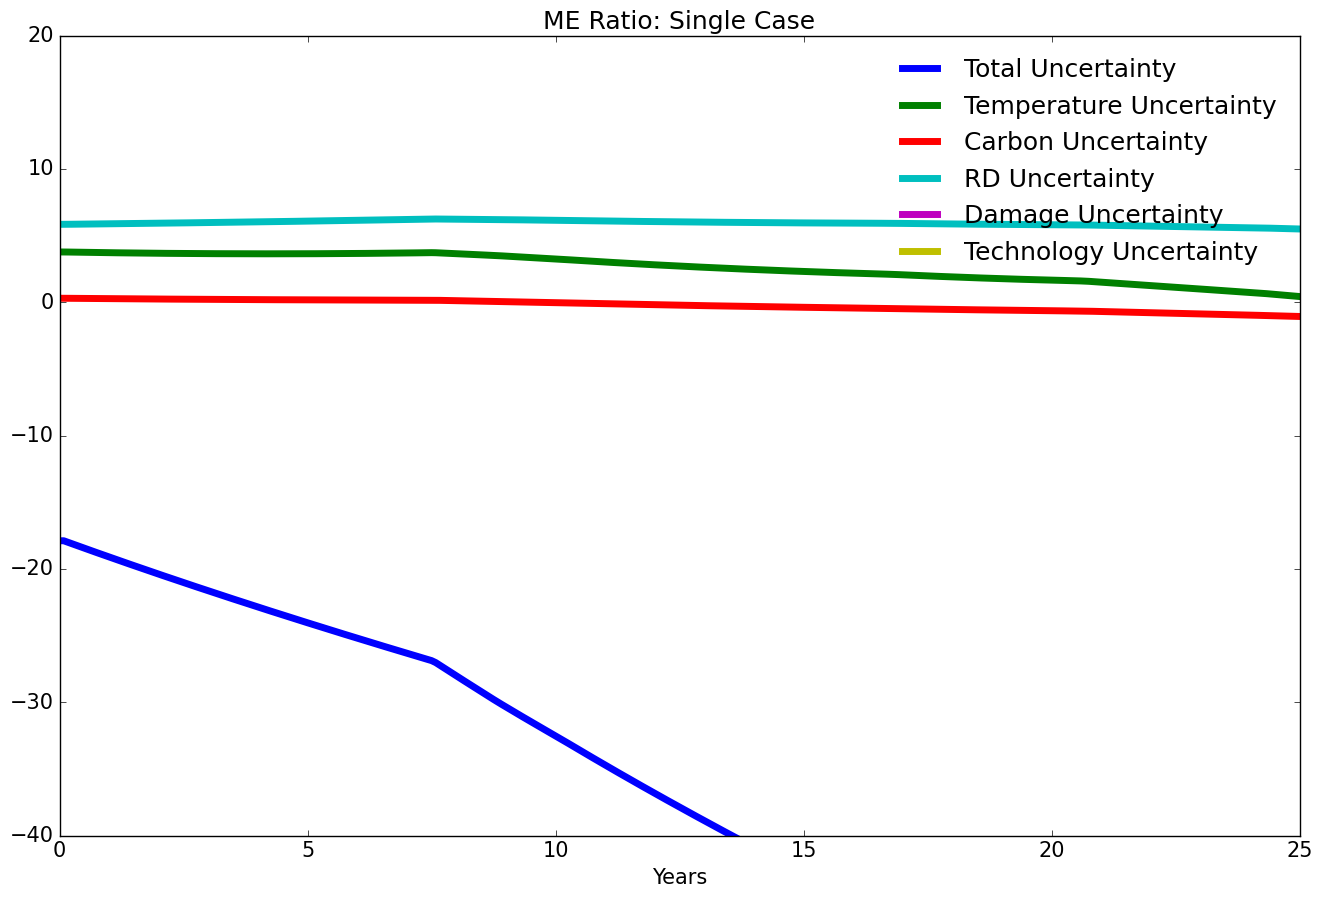 ME Ratio: Single Case
20
10
0
−10
−20
−30
−40
Total Uncertainty
Temperature Uncertainty
Carbon Uncertainty
RD Uncertainty
Damage Uncertainty
Technology Uncertainty
0 5 10 15 20 25
Years